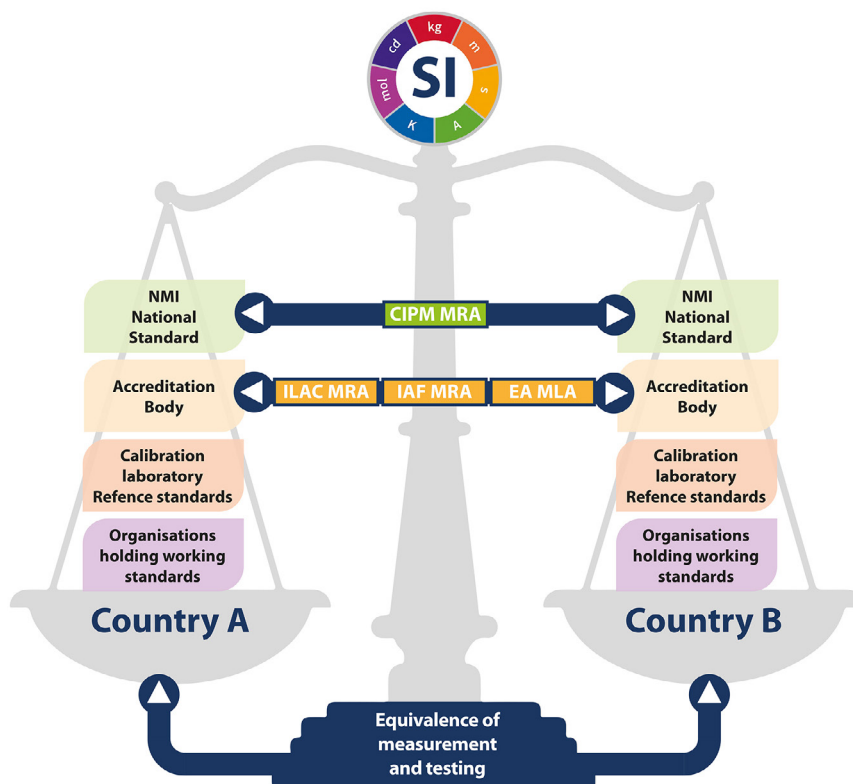 kg
cd
m
SI
mol
s
K
A
NMI
National
Standard
CIPM MRA
NMI
National
Standard
Accreditation
Body
ILAC MRA
IAF MRA
EA MLA
Accreditation
Body
Calibration
laboratory
Refence standards
Calibration
laboratory
Refence standards
Organisations
holding working
standards
Organisations
holding working
standards
Country A
Country B
Equivalence of
measurement
and testing